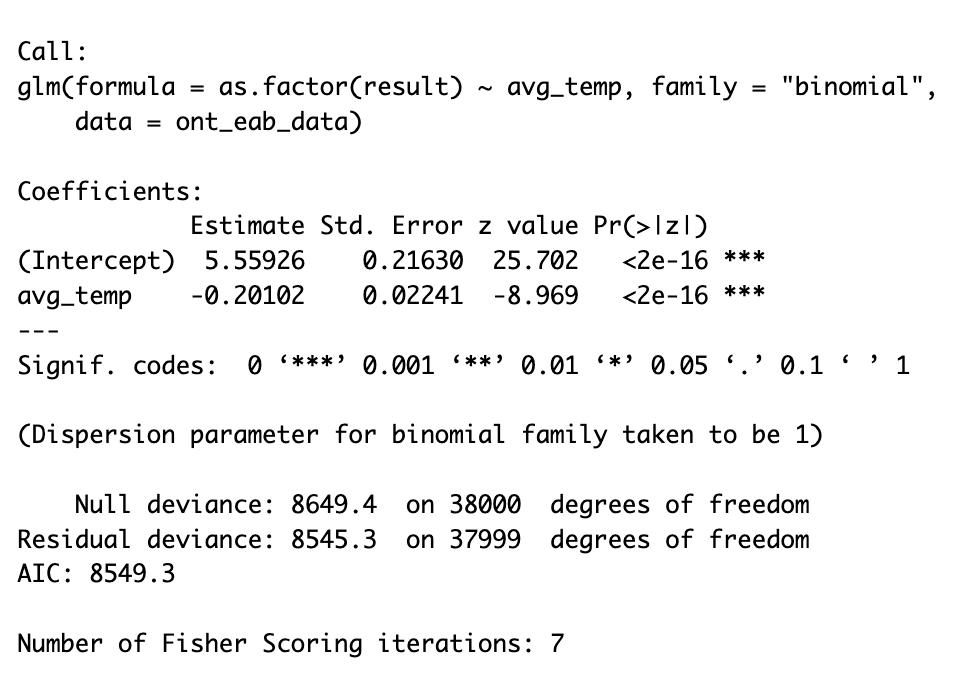 Call:
glm(formula = as.factor(result) ~ avg_temp, family = "binomial",
    data = ont_eab_data)
Coefficients:
            Estimate Std. Error z value Pr(>|z|)
(Intercept)  5.55926    0.21630  25.702   <2e-16 ***
avg_temp    -0.20102    0.02241  -8.969   <2e-16 ***
---
Signif. codes:  0 ‘***’ 0.001 ‘**’ 0.01 ‘*’ 0.05 ‘.’ 0.1 ‘ ’ 1
(Dispersion parameter for binomial family taken to be 1)
    Null deviance: 8649.4  on 38000  degrees of freedom
Residual deviance: 8545.3  on 37999  degrees of freedom
AIC: 8549.3
Number of Fisher Scoring iterations: 7